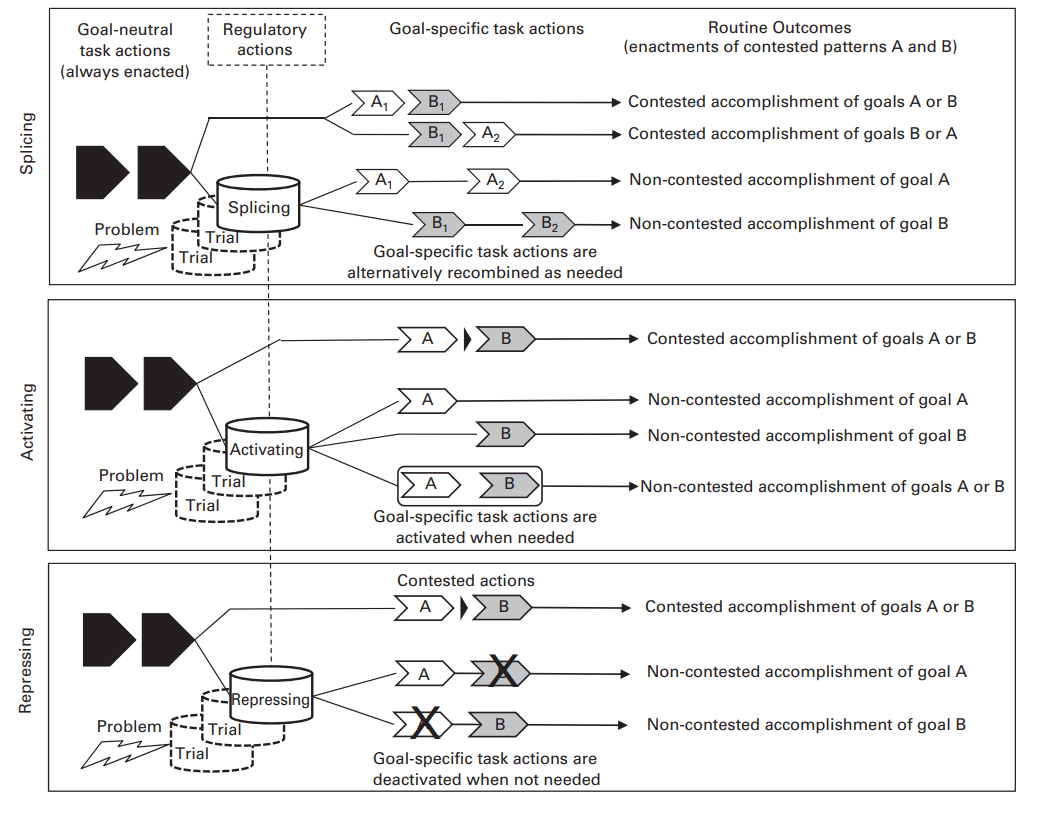 Goal-neutral
task actions
(always enacted)
Regulatory
actions
Goal-specific task actions
Routine Outcomes
(enactments of contested patterns A and B)
Splicing
A1
B1
Contested accomplishment of goals A or B
B1
A2
Contested accomplishment of goals B or A
A1
A2
Non-contested accomplishment of goal A
Splicing
B1
B2
Non-contested accomplishment of goal B
Problem
Trial
Trial
Goal-specific task actions are
alternatively recombined as needed
Activating
A
B
Contested accomplishment of goals A or B
A
Non-contested accomplishment of goal A
B
Non-contested accomplishment of goal B
Activating
Problem
Trial
Trial
A
B
Non-contested accomplishment of goals A or B
Goal-specific task actions are
activated when needed
Repressing
Contested actions
A
B
Contested accomplishment of goals A or B
A
Non-contested accomplishment of goal A
Repressing
B
Non-contested accomplishment of goal B
Problem
Trial
Trial
Goal-specific task actions are
deactivated when not needed